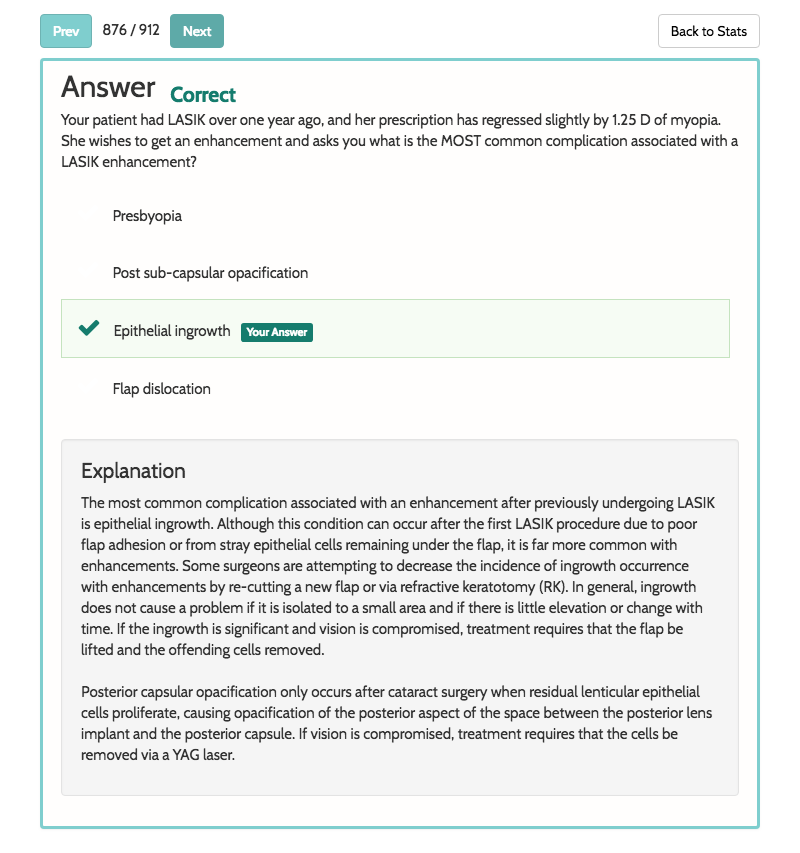 Prev 876 / 912 Next Back to Stats
Answer Correct
Your patient had LASIK over one year ago, and her prescription has regressed slightly by 1.25 D of myopia.
She wishes to get an enhancement and asks you what is the MOST common complication associated with a
LASIK enhancement?
Presbyopia
Post sub-capsular opacification
Epithelial ingrowth Your Answer
Flap dislocation
Explanation
The most common complication associated with an enhancement after previously undergoing LASIK
is epithelial ingrowth. Although this condition can occur after the first LASIK procedure due to poor
flap adhesion or from stray epithelial cells remaining under the flap, it is far more common with
enhancements. Some surgeons are attempting to decrease the incidence of ingrowth occurrence
with enhancements by re-cutting a new flap or via refractive keratotomy (RK). In general, ingrowth
does not cause a problem if it is isolated to a small area and if there is little elevation or change with
time. If the ingrowth is significant and vision is compromised, treatment requires that the flap be
lifted and the offending cells removed.
Posterior capsular opacification only occurs after cataract surgery when residual lenticular epithelial
cells proliferate, causing opacification of the posterior aspect of the space between the posterior lens
implant and the posterior capsule. If vision is compromised, treatment requires that the cells be
removed via a YAG laser.